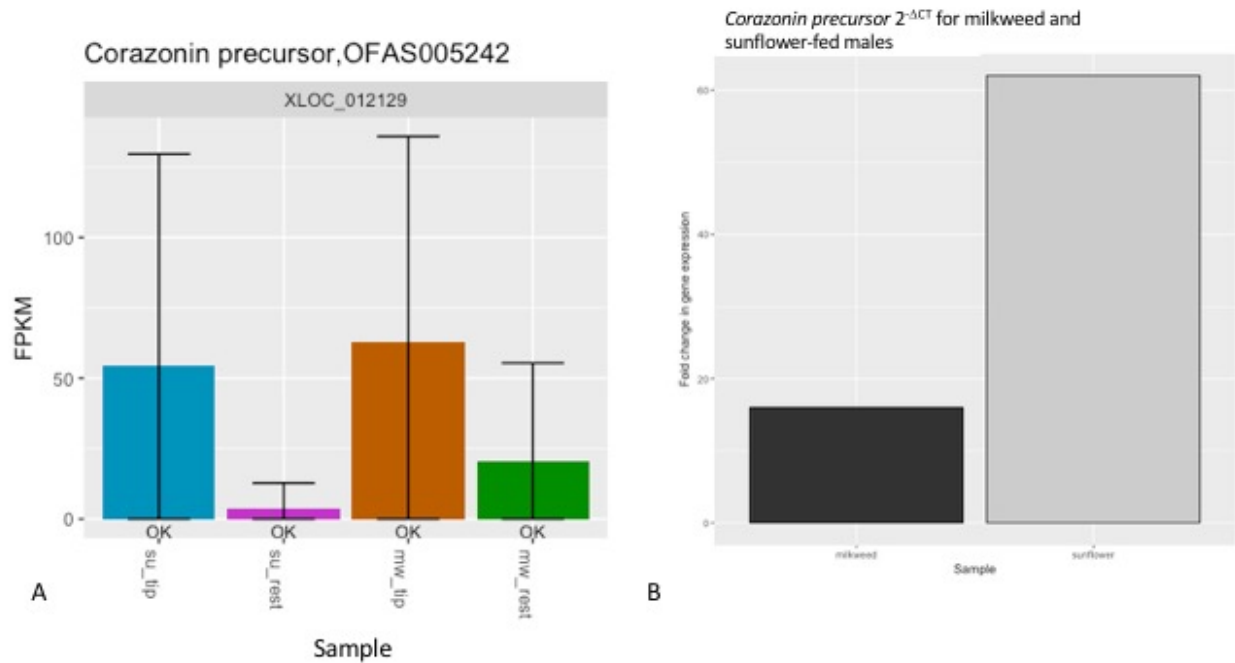 Corazonin precursor,OFAS005242
XLOC_012129
FPKM
100
50
0
OK
OK
OK
OK
su_tip
su_rest
mw_tip
mw_rest
Sample
A
Corazonin precursor 2-ΔCT for milkweed and
sunflower-fed males
Fold change in gene expression
60
40
20
0
milkweed
sunflower
Sample
B